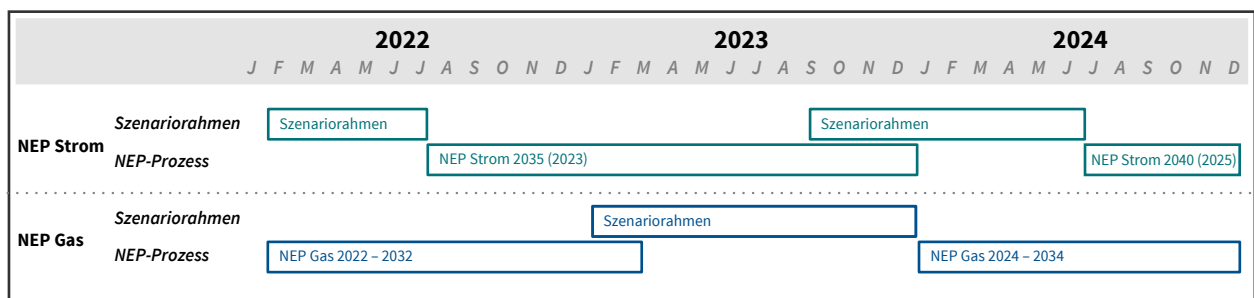 2022 2023 2024
J F M A M J J A S O N D J F M A M J J A S O N D J F M A M J J A S O N D
Szenariorahmen Szenariorahmen Szenariorahmen
NEP Strom
NEP-Prozess NEP Strom 2035 (2023) NEP Strom 2040 (2025)
Szenariorahmen Szenariorahmen
NEP Gas
NEP-Prozess NEP Gas 2022 – 2032 NEP Gas 2024 – 2034